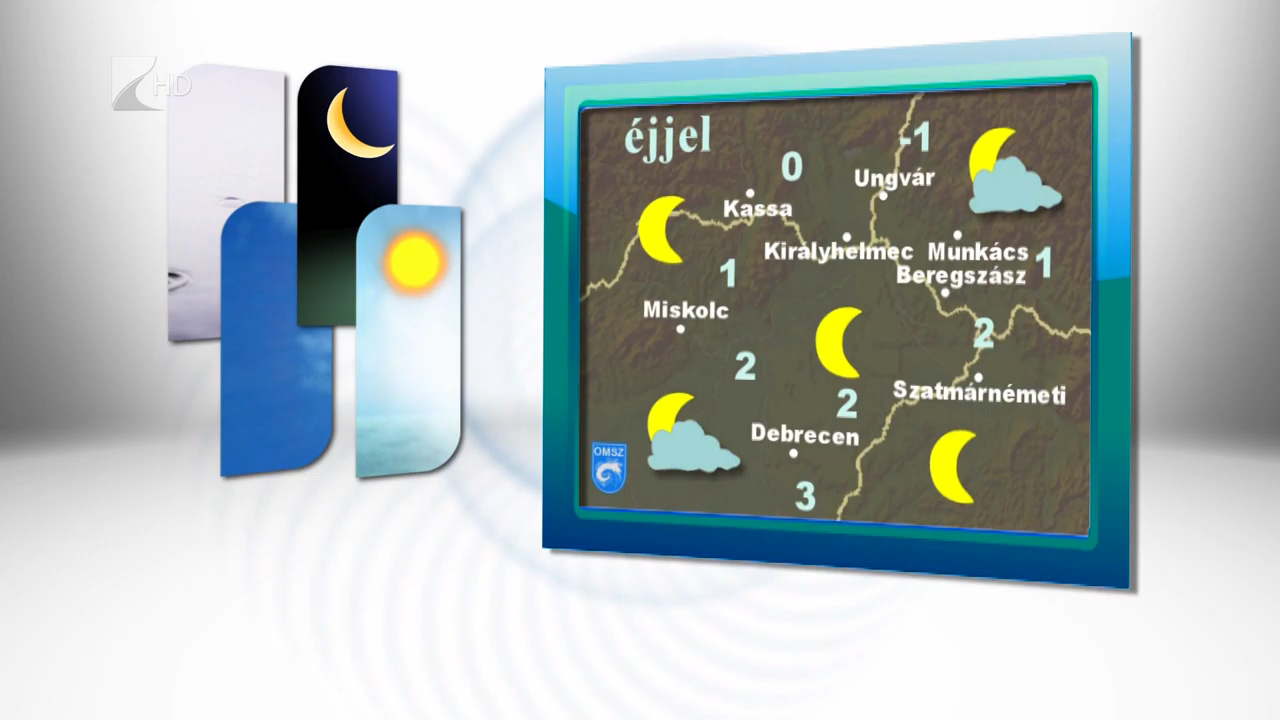 HD
éjjel
-1
0
Ungvár
Kassa
Királyhelmec
Munkács
1
1
Beregszász
Miskolc
2
2
Szatmárnémeti
2
Debrecen
OMSZ
3